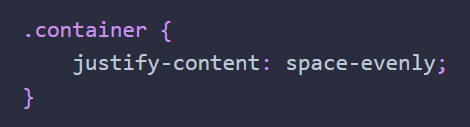 .container {
    justify-content: space-evenly;
}